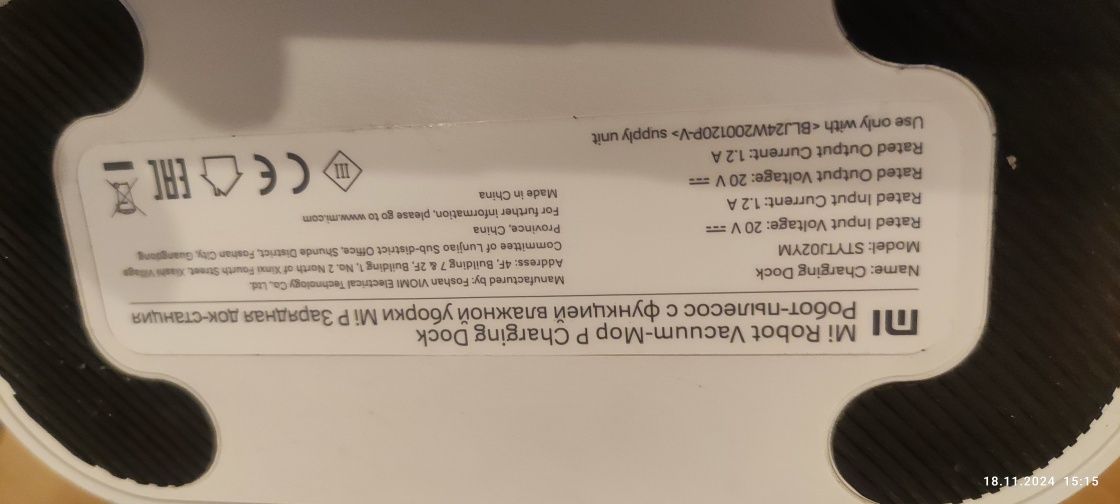 Mi Robot Vacuum-Mop P Charging Dock
Робот-пылесос с функцией влажной уборки Mi P Зарядная док-станция
Name: Charging Dock
Model: STYTJ02YM
Rated Input Voltage: 20 V
Rated Input Current: 1.2 A
Rated Output Voltage: 20 V
Rated Output Current: 1.2 A
Use only with <BLJ24W200120P-V> supply unit
Manufactured by: Foshan VIOMI Electrical Technology Co., Ltd.
Address: 4F, Building 7 & 2F, Building 1, No. 2 North of Xinxi Fourth Street, Xiashi Village
Committee of Lunjiao Sub-district Office, Shunde District, Foshan City, Guangdong
Province, China
For further information, please go to www.mi.com
Made in China
III
CE
EAC
18.11.2024 15:15